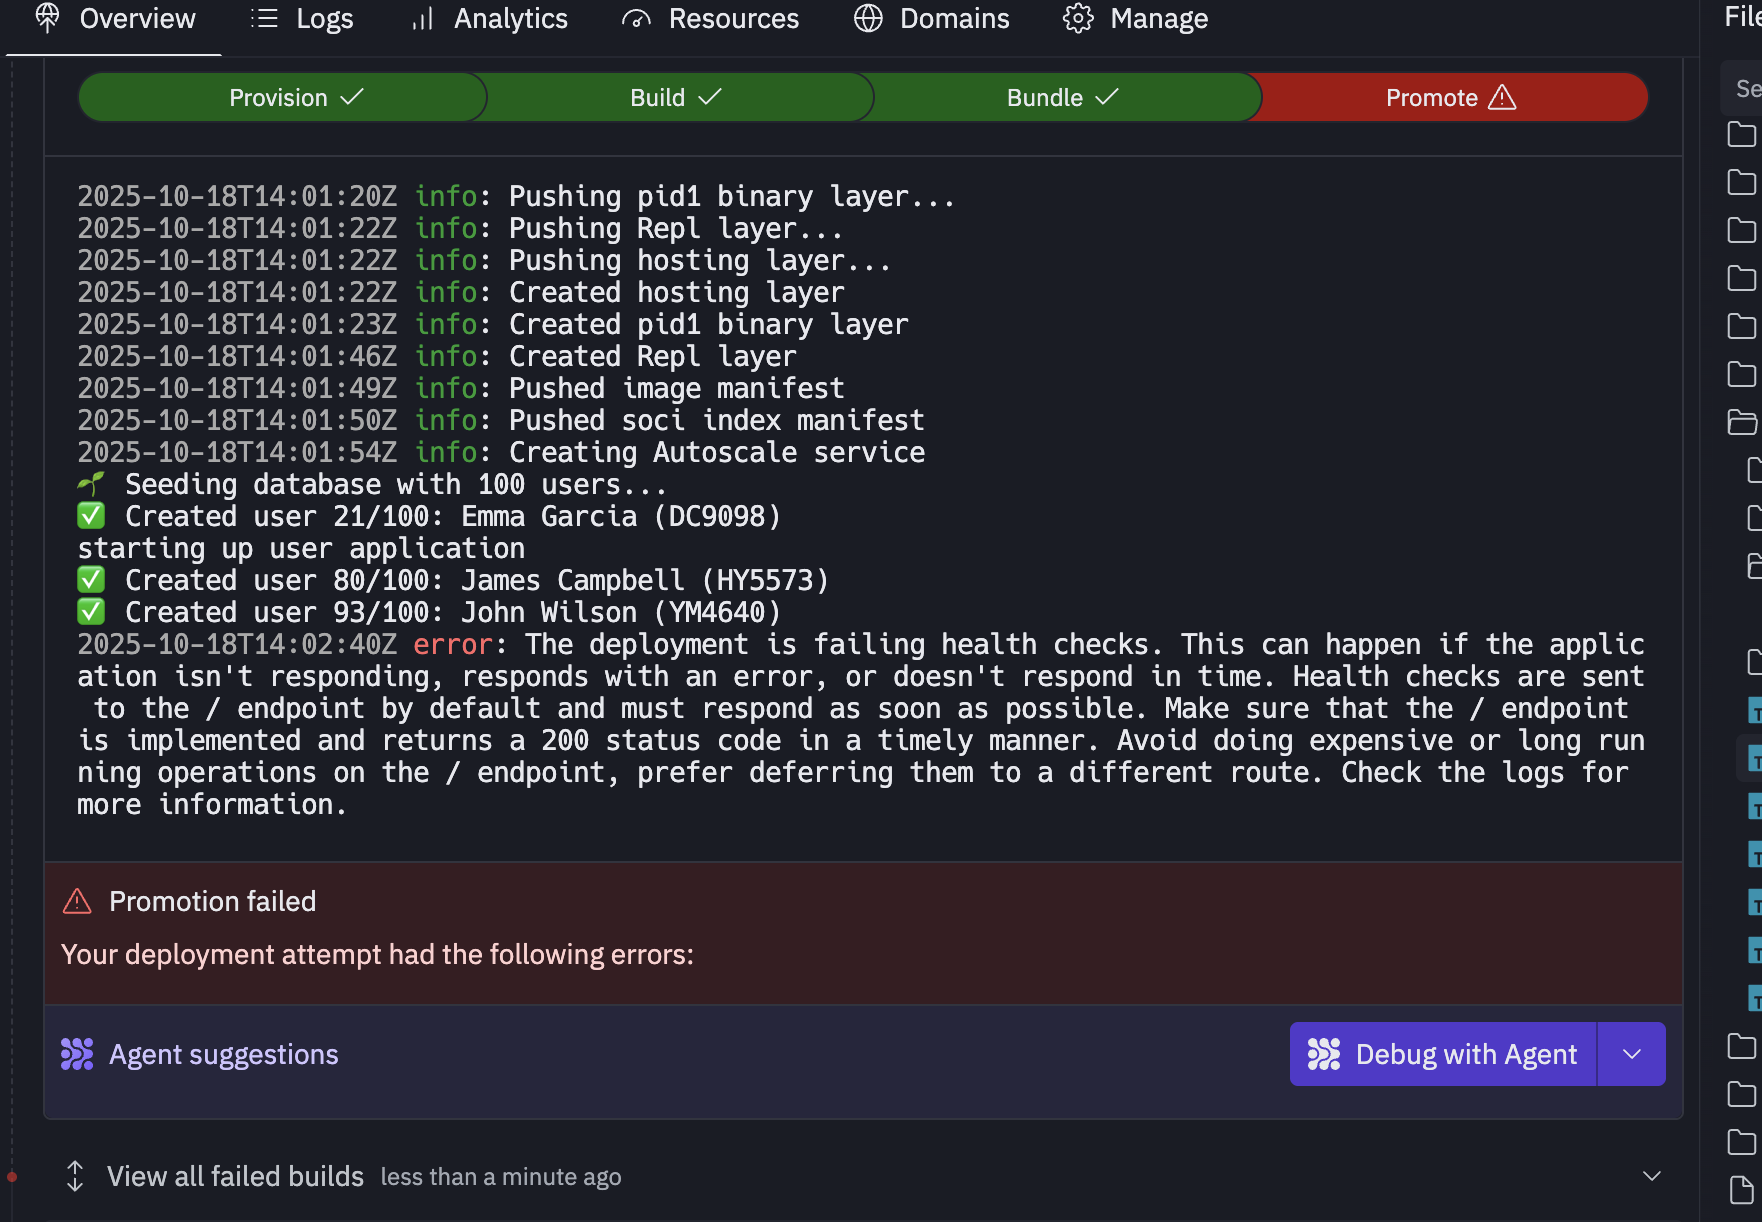 Overview Logs Analytics Resources Domains Manage
Provision Build Bundle Promote
2025-10-18T14:01:20Z info: Pushing pid1 binary layer...
2025-10-18T14:01:22Z info: Pushing Repl layer...
2025-10-18T14:01:22Z info: Pushing hosting layer...
2025-10-18T14:01:22Z info: Created hosting layer
2025-10-18T14:01:23Z info: Created pid1 binary layer
2025-10-18T14:01:46Z info: Created Repl layer
2025-10-18T14:01:49Z info: Pushed image manifest
2025-10-18T14:01:50Z info: Pushed soci index manifest
2025-10-18T14:01:54Z info: Creating Autoscale service
🌱 Seeding database with 100 users...
✅ Created user 21/100: Emma Garcia (DC9098)
starting up user application
✅ Created user 80/100: James Campbell (HY5573)
✅ Created user 93/100: John Wilson (YM4640)
2025-10-18T14:02:40Z error: The deployment is failing health checks. This can happen if the applic
ation isn't responding, responds with an error, or doesn't respond in time. Health checks are sent
to the / endpoint by default and must respond as soon as possible. Make sure that the / endpoint
is implemented and returns a 200 status code in a timely manner. Avoid doing expensive or long run
ning operations on the / endpoint, prefer deferring them to a different route. Check the logs for
more information.
Promotion failed
Your deployment attempt had the following errors:
Agent suggestions
Debug with Agent
View all failed builds less than a minute ago